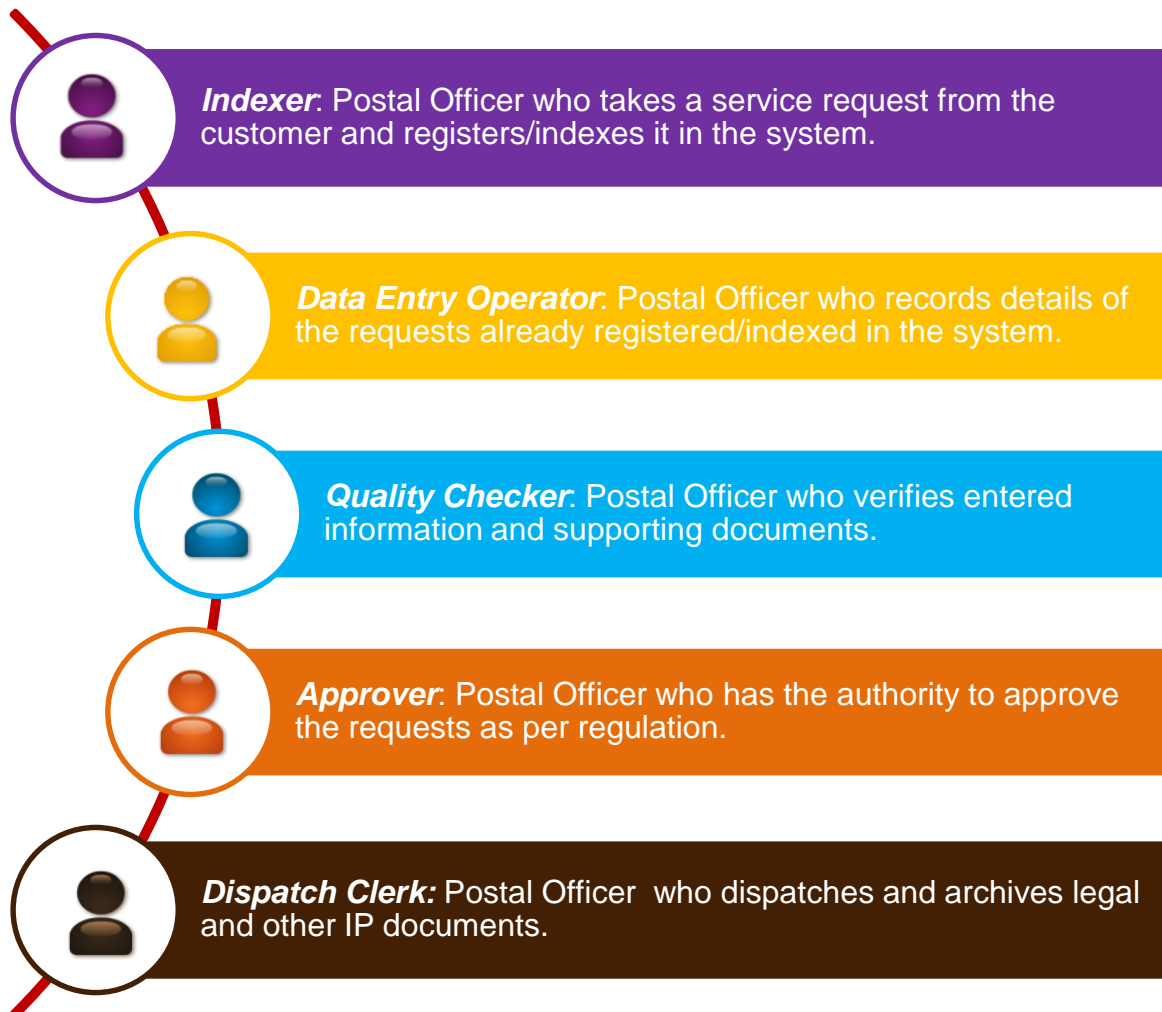 Indexer: Postal Officer who takes a service request from the
customer and registers/indexes it in the system.
Data Entry Operator: Postal Officer who records details of
the requests already registered/indexed in the system.
Quality Checker: Postal Officer who verifies entered
information and supporting documents.
Approver: Postal Officer who has the authority to approve
the requests as per regulation.
Dispatch Clerk: Postal Officer  who dispatches and archives legal
and other IP documents.